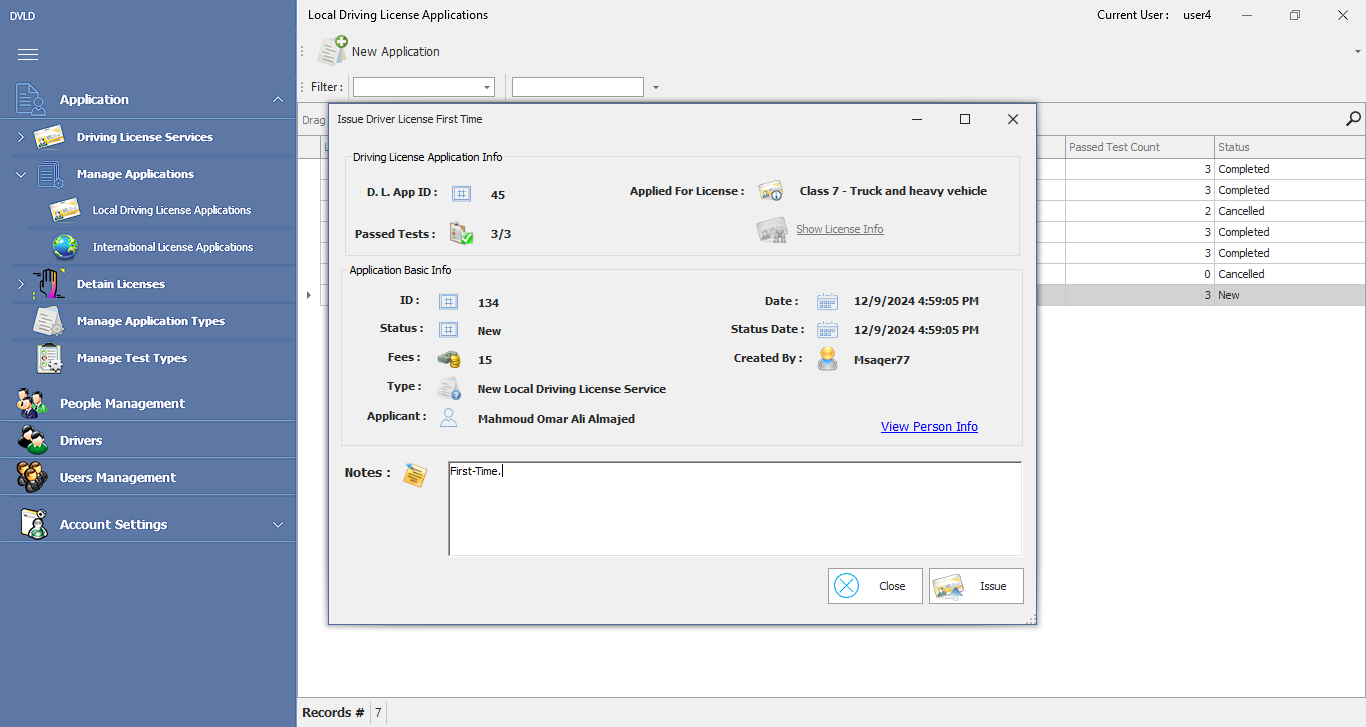 DVLD
Local Driving License Applications
Current User : user4
New Application
Filter :
Application
Driving License Services
Manage Applications
Local Driving License Applications
International License Applications
Detain Licenses
Manage Application Types
Manage Test Types
People Management
Drivers
Users Management
Account Settings
Drag
Issue Driver License First Time
Driving License Application Info
D. L. App ID : 45
Applied For License : Class 7 - Truck and heavy vehicle
Passed Tests : 3/3
Show License Info
Application Basic Info
ID : 134
Date : 12/9/2024 4:59:05 PM
Status : New
Status Date : 12/9/2024 4:59:05 PM
Fees : 15
Created By : Msaqer77
Type : New Local Driving License Service
Applicant : Mahmoud Omar Ali Almajed
View Person Info
Notes : First-Time.
Close
Issue
Passed Test Count Status
3 Completed
3 Completed
2 Cancelled
3 Completed
3 Completed
0 Cancelled
3 New
Records # 7